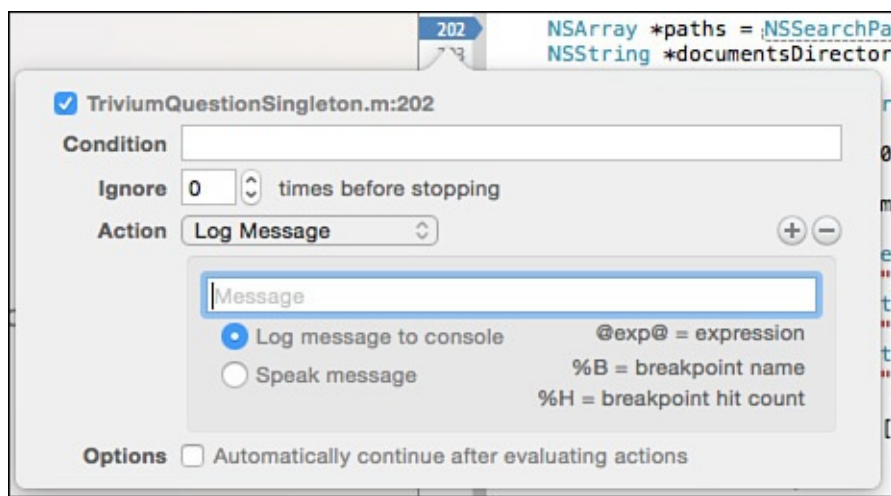 202 NSArray *paths = NSSearchPa
203 NSString *documentsDirector
TriviumQuestionSingleton.m:202
Condition
Ignore 0 times before stopping
Action Log Message
Message
Log message to console @exp@ = expression
Speak message %B = breakpoint name
%H = breakpoint hit count
Options Automatically continue after evaluating actions